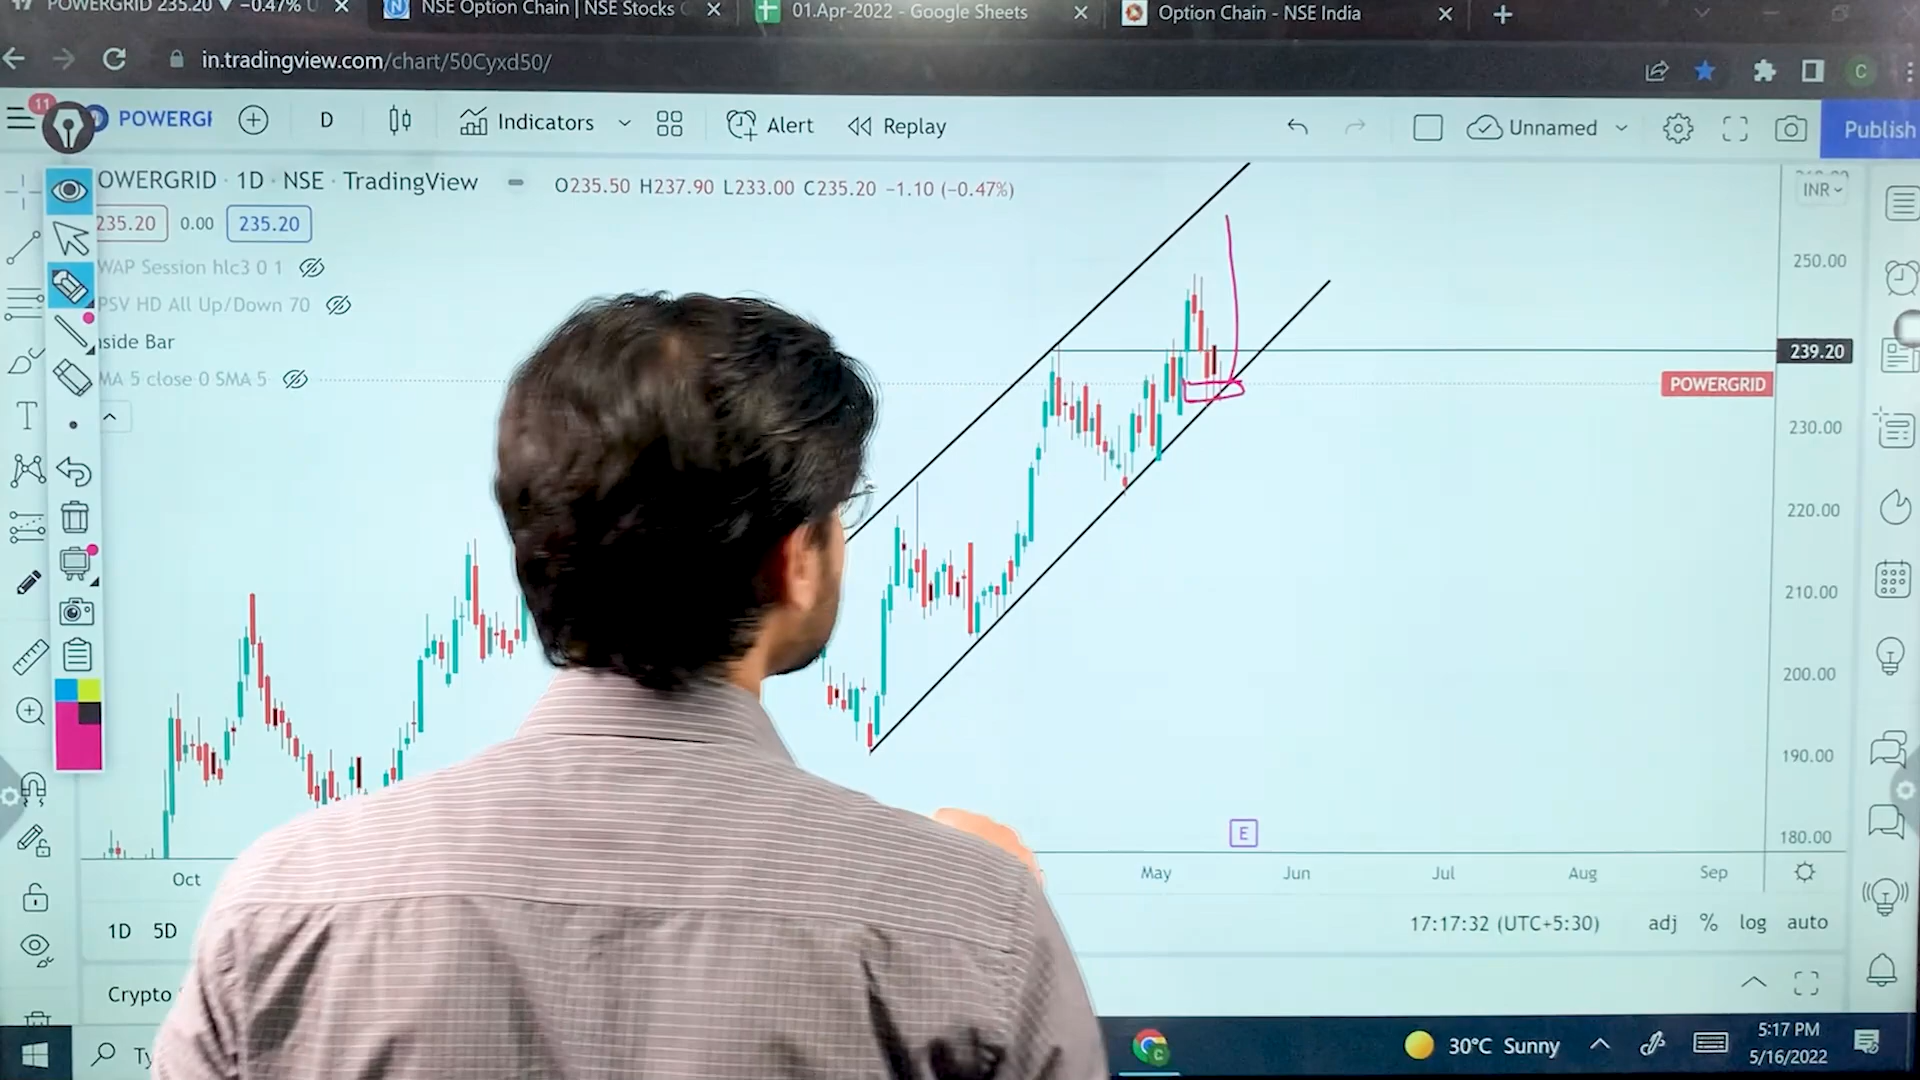 POWERGRID 235.20 ▼ −0.47% U
NSE Option Chain | NSE Stocks
01.Apr-2022 - Google Sheets
Option Chain - NSE India
in.tradingview.com/chart/50Cyxd50/
C
11
POWERGI
D
Indicators
Alert
Replay
Unnamed
Publish
OWERGRID · 1D · NSE · TradingView
O235.50 H237.90 L233.00 C235.20 −1.10 (−0.47%)
INR
235.20
0.00
235.20
WAP Session hlc3 0 1
PSV HD All Up/Down 70
nside Bar
MA 5 close 0 SMA 5
250.00
239.20
POWERGRID
230.00
220.00
210.00
200.00
190.00
180.00
E
Oct
May
Jun
Jul
Aug
Sep
1D 5D
17:17:32 (UTC+5:30)
adj % log auto
Crypto
Ty
C
30°C Sunny
5:17 PM
5/16/2022